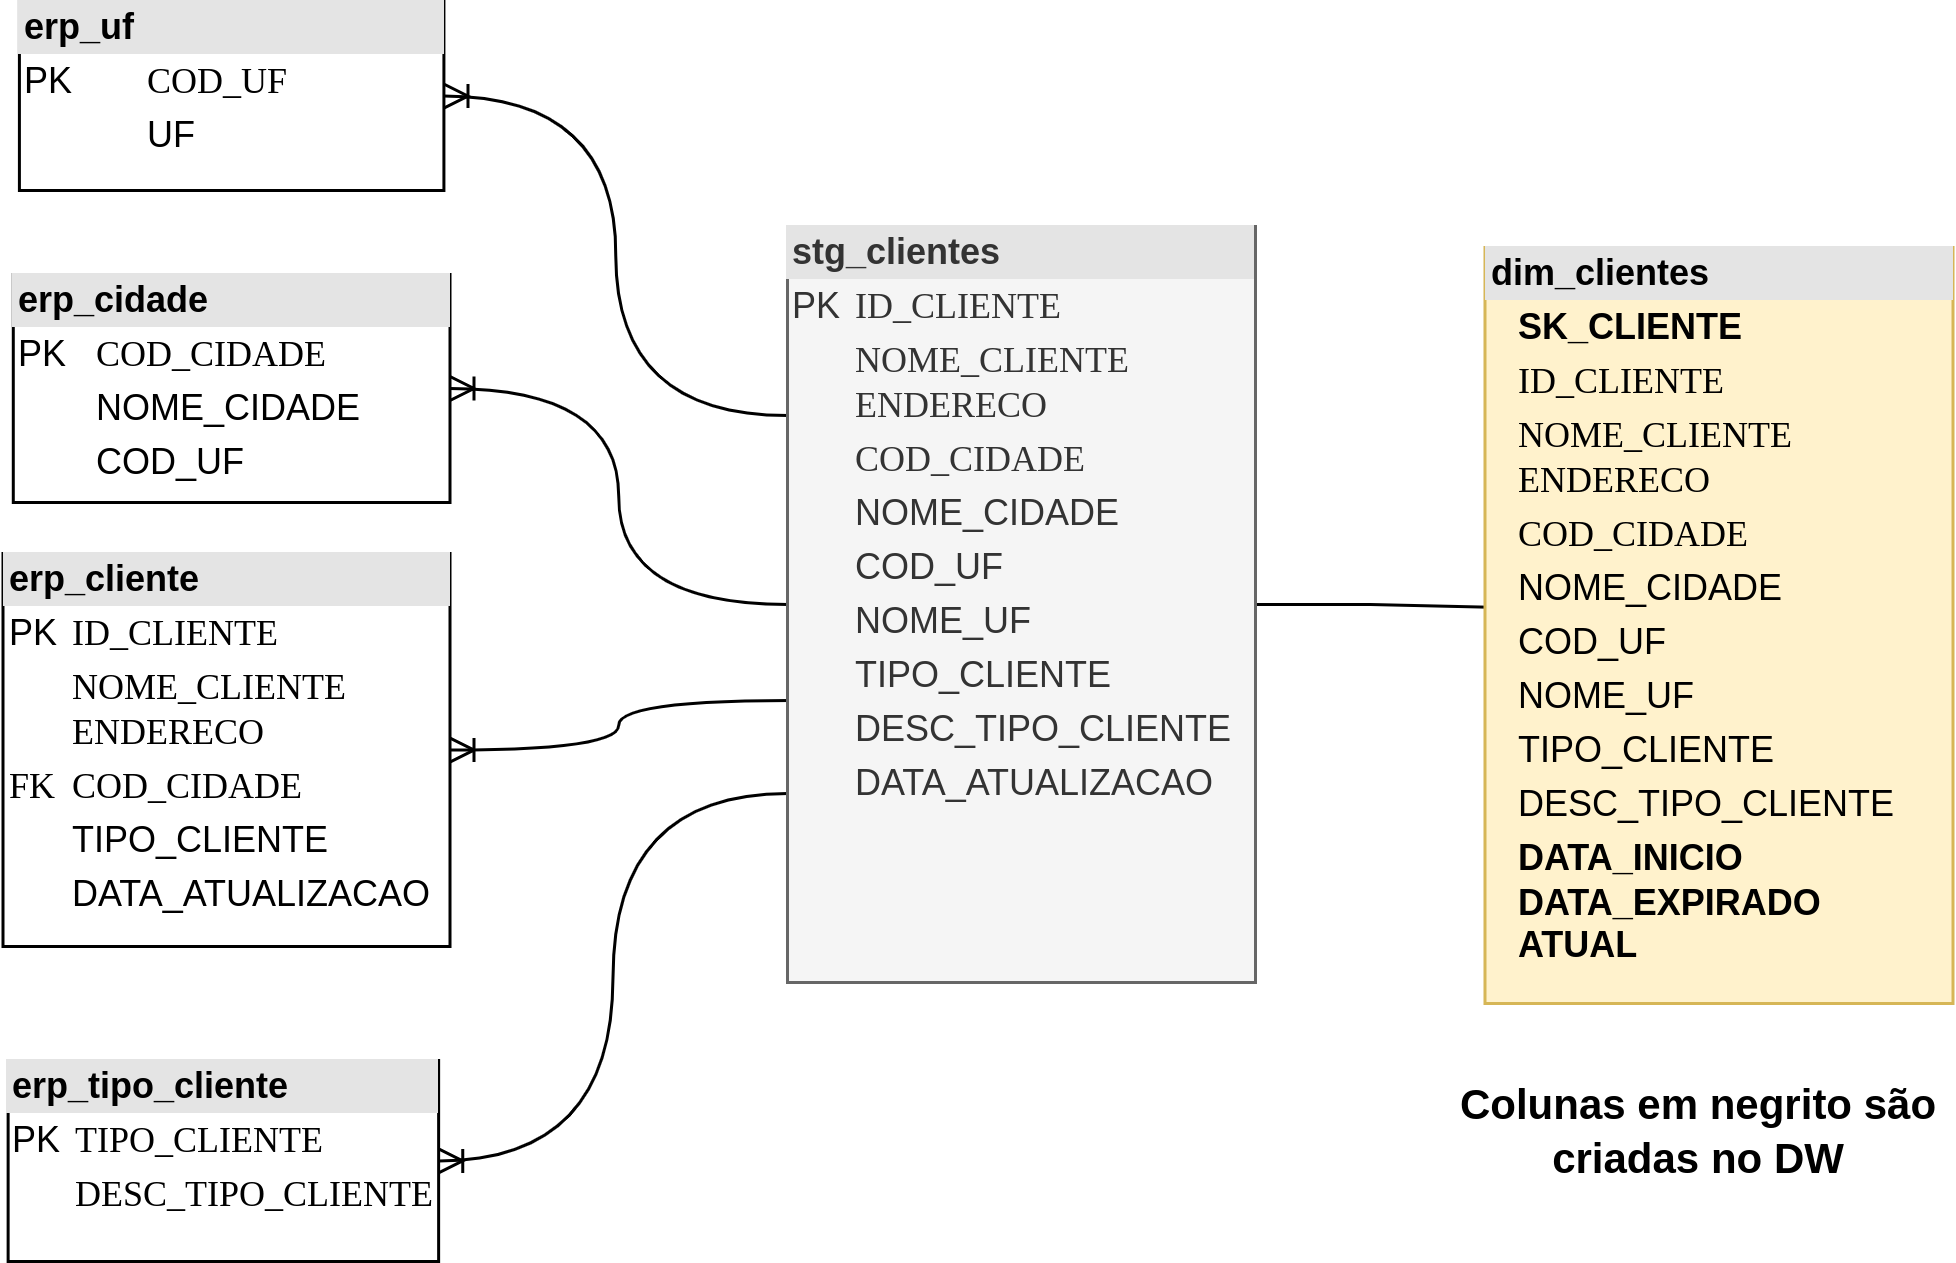 erp_uf
PK COD_UF
UF
erp_cidade
PK COD_CIDADE
NOME_CIDADE
COD_UF
erp_cliente
PK ID_CLIENTE
NOME_CLIENTE
ENDERECO
FK COD_CIDADE
TIPO_CLIENTE
DATA_ATUALIZACAO
erp_tipo_cliente
PK TIPO_CLIENTE
DESC_TIPO_CLIENTE
stg_clientes
PK ID_CLIENTE
NOME_CLIENTE
ENDERECO
COD_CIDADE
NOME_CIDADE
COD_UF
NOME_UF
TIPO_CLIENTE
DESC_TIPO_CLIENTE
DATA_ATUALIZACAO
dim_clientes
SK_CLIENTE
ID_CLIENTE
NOME_CLIENTE
ENDERECO
COD_CIDADE
NOME_CIDADE
COD_UF
NOME_UF
TIPO_CLIENTE
DESC_TIPO_CLIENTE
DATA_INICIO
DATA_EXPIRADO
ATUAL
Colunas em negrito são
criadas no DW